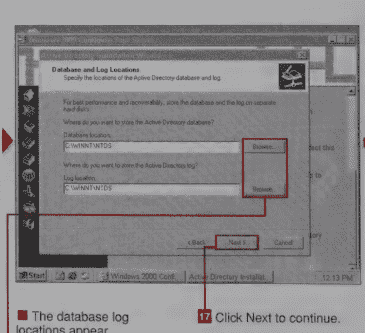 Database and Log Locations
Specify the locations of the Active Directory database and log.
For best performance and recoverability, store the database and the log on separate
hard disks.
Where do you want to store the Active Directory database?
Database location:
C:\WINNT\NTDS
Browse...
Where do you want to store the Active Directory log?
Log location:
C:\WINNT\NTDS
Browse...
< Back
Next >
Cancel
Start
Windows 2000 Confi...
Active Directory Installat...
12:13 PM
The database log
locations appear
17 Click Next to continue.